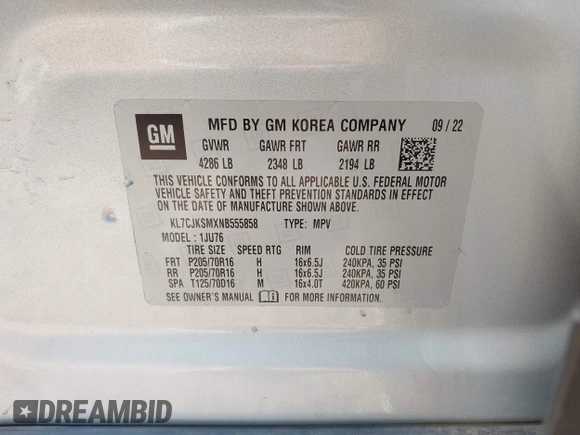 GM
MFD BY GM KOREA COMPANY 09 / 22
GVWR GAWR FRT GAWR RR
4286 LB 2348 LB 2194 LB
THIS VEHICLE CONFORMS TO ALL APPLICABLE U.S. FEDERAL MOTOR
VEHICLE SAFETY AND THEFT PREVENTION STANDARDS IN EFFECT
ON THE DATE OF MANUFACTURE SHOWN ABOVE.
KL7CJKSMXNB555858 TYPE: MPV
MODEL: 1JU76
TIRE SIZE SPEED RTG RIM COLD TIRE PRESSURE
FRT P205/70R16 H 16x6.5J 240KPA, 35 PSI
RR P205/70R16 H 16x6.5J 240KPA, 35 PSI
SPA T125/70D16 M 16x4.0T 420KPA, 60 PSI
SEE OWNER'S MANUAL FOR MORE INFORMATION.
DREAMBID